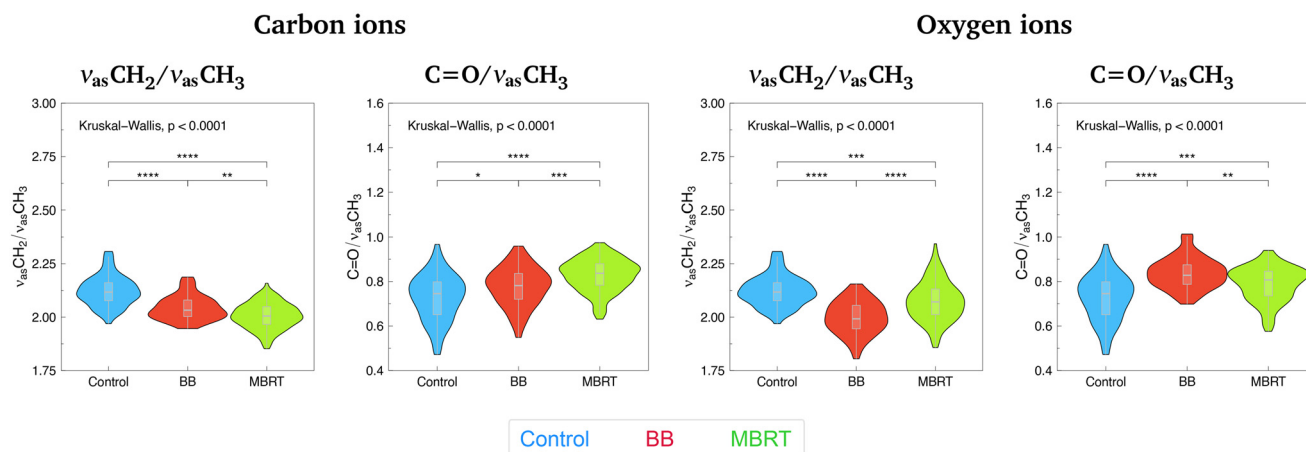 Carbon ions
Oxygen ions
νasCH2/νasCH3
C=O/νasCH3
νasCH2/νasCH3
C=O/νasCH3
νasCH2/νasCH3
3.00
2.75
2.50
2.25
2.00
1.75
Kruskal−Wallis, p < 0.0001
****
**** **
Control BB MBRT
C=O/νasCH3
1.6
1.4
1.2
1.0
0.8
0.6
0.4
Kruskal−Wallis, p < 0.0001
****
* ***
Control BB MBRT
νasCH2/νasCH3
3.00
2.75
2.50
2.25
2.00
1.75
Kruskal−Wallis, p < 0.0001
***
**** ****
Control BB MBRT
C=O/νasCH3
1.6
1.4
1.2
1.0
0.8
0.6
0.4
Kruskal−Wallis, p < 0.0001
***
**** **
Control BB MBRT
Control BB MBRT